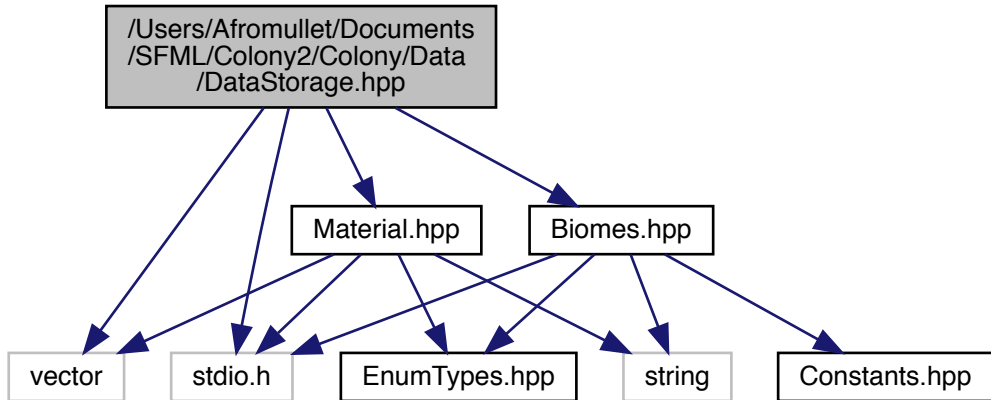 /Users/Afromullet/Documents
/SFML/Colony2/Colony/Data
/DataStorage.hpp
Material.hpp
Biomes.hpp
vector
stdio.h
EnumTypes.hpp
string
Constants.hpp